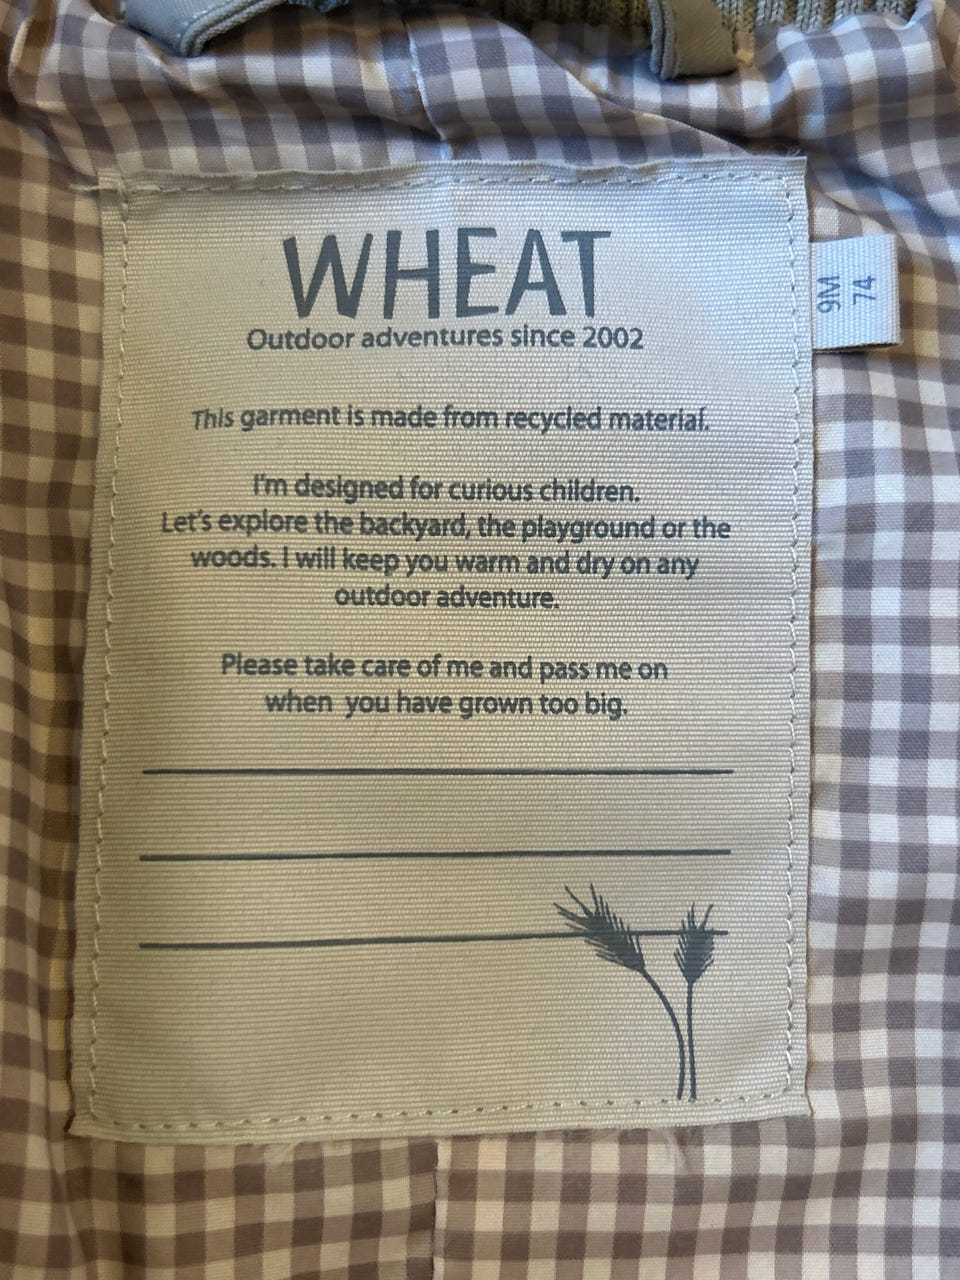 WHEAT
Outdoor adventures since 2002
This garment is made from recycled material.
I'm designed for curious children.
Let's explore the backyard, the playground or the
woods. I will keep you warm and dry on any
outdoor adventure.
Please take care of me and pass me on
when you have grown too big.
9M
74